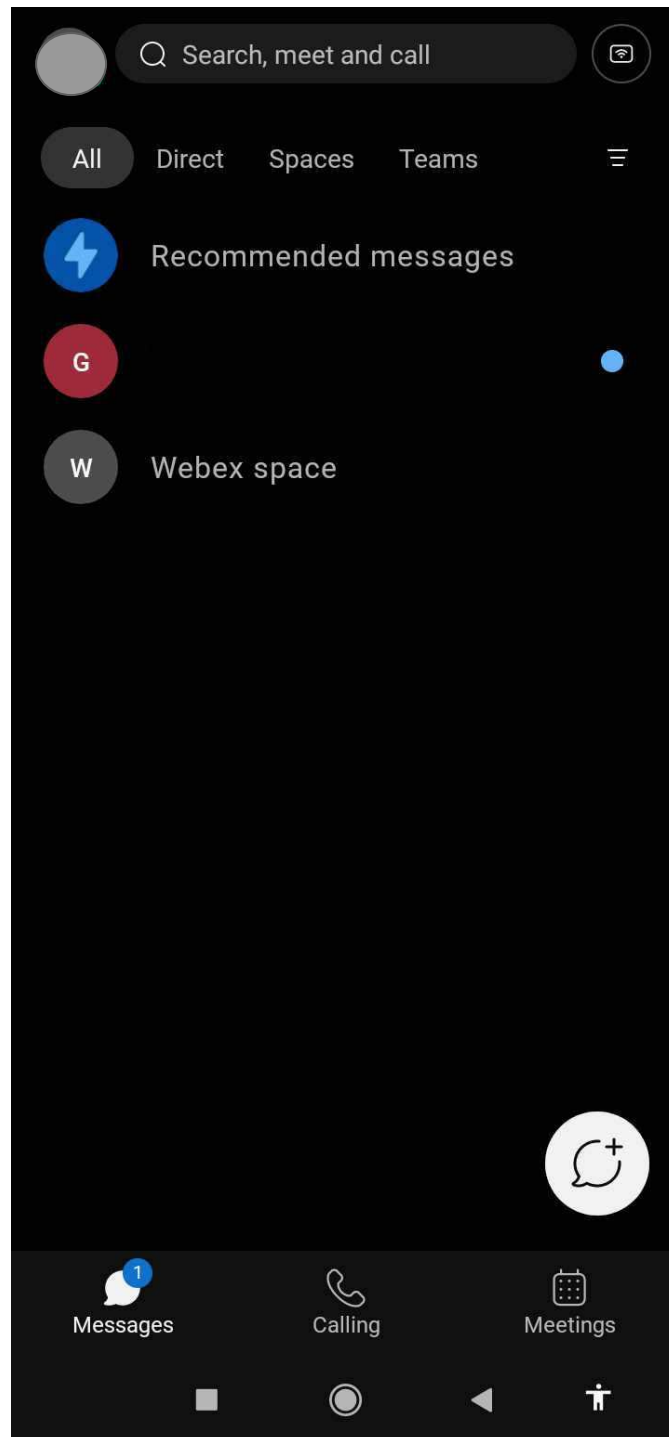 Search, meet and call
All Direct Spaces Teams
Recommended messages
G
W Webex space
1
Messages Calling Meetings